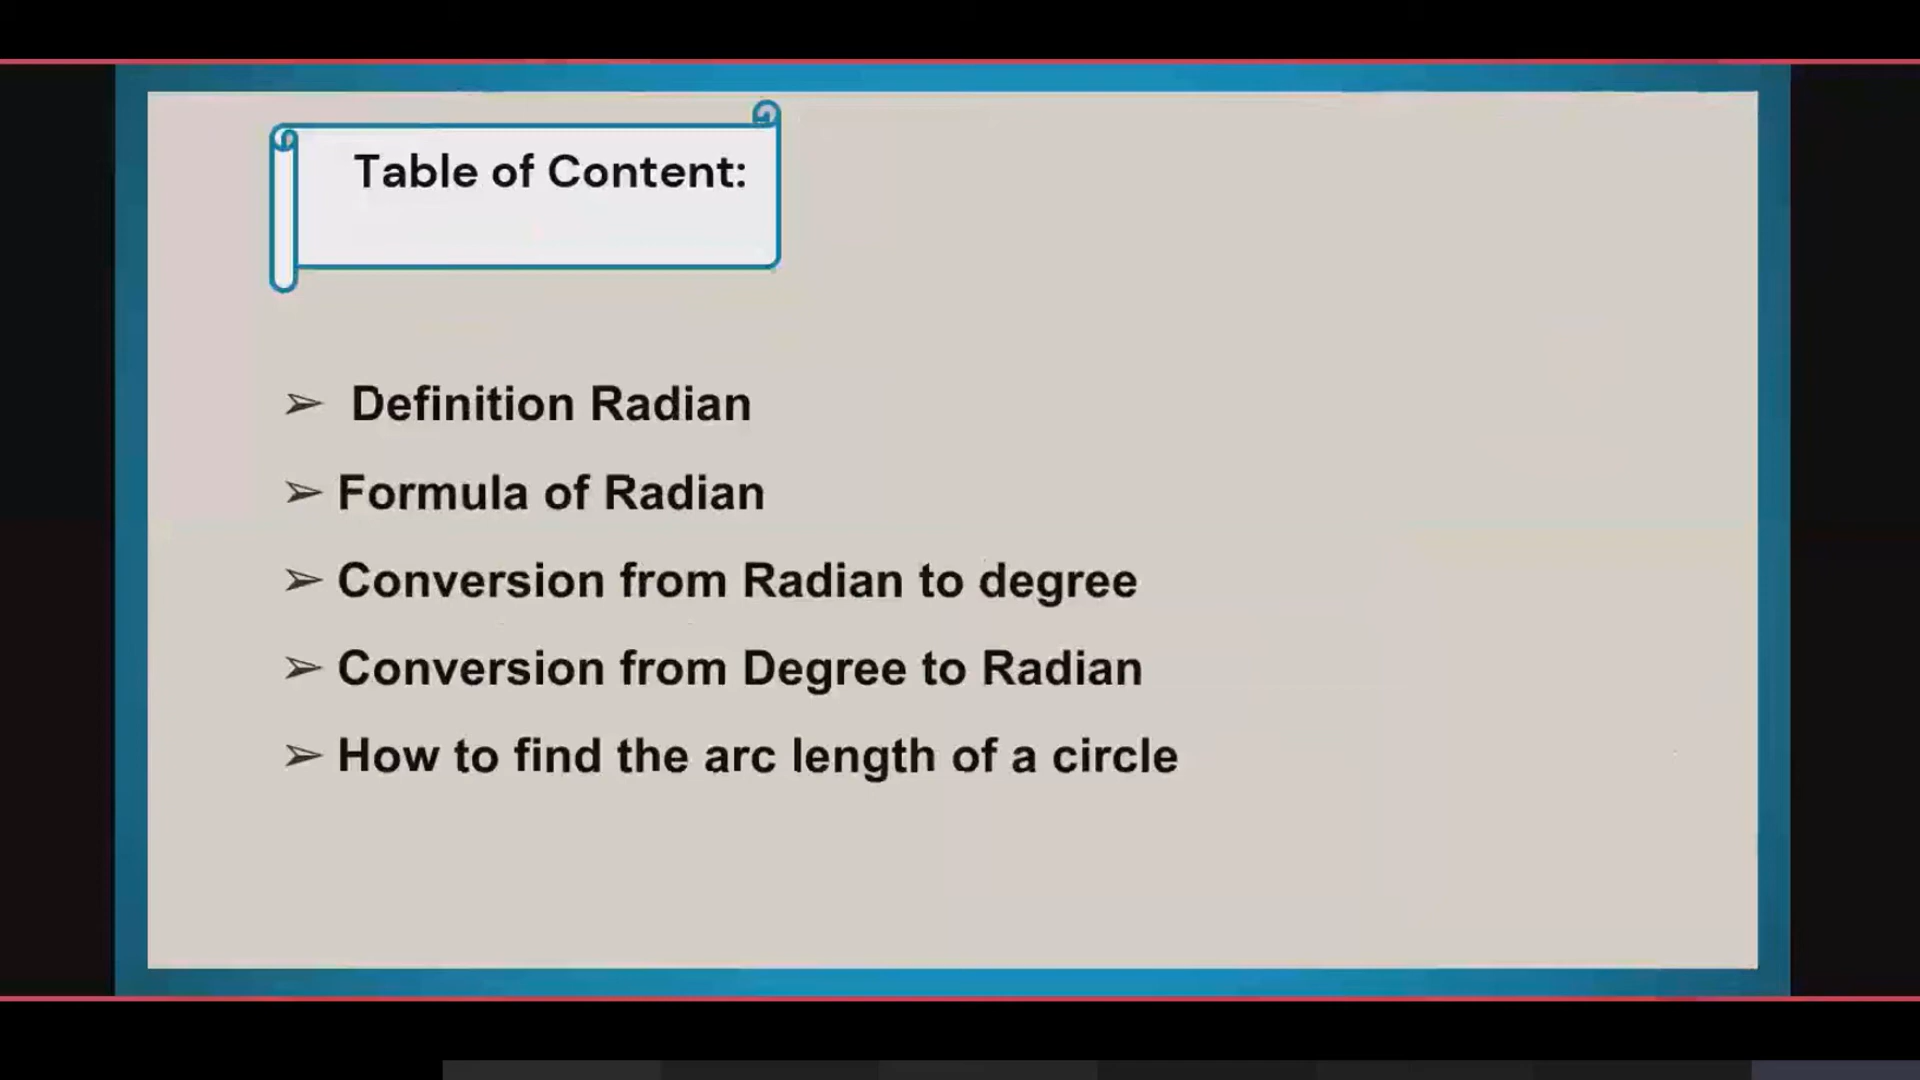 Table of Content:
➢ Definition Radian
➢ Formula of Radian
➢ Conversion from Radian to degree
➢ Conversion from Degree to Radian
➢ How to find the arc length of a circle